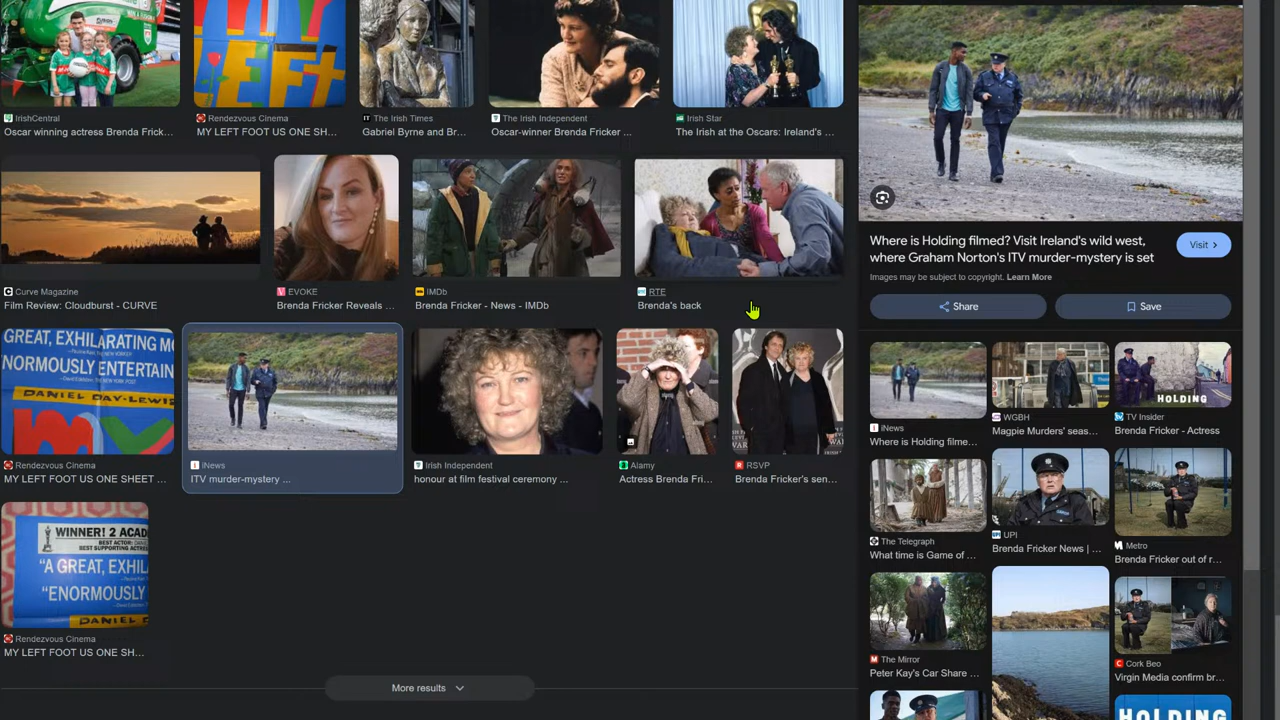 LEFT
IrishCentral
Oscar winning actress Brenda Frick...
Rendezvous Cinema
MY LEFT FOOT US ONE SH...
The Irish Times
Gabriel Byrne and Br...
The Irish Independent
Oscar-winner Brenda Fricker ...
Irish Star
The Irish at the Oscars: Ireland's ...
Curve Magazine
Film Review: Cloudburst - CURVE
EVOKE
Brenda Fricker Reveals ...
IMDb
Brenda Fricker - News - IMDb
RTE
Brenda's back
GREAT, EXHILARATING MO
NORMOUSLY ENTERTAIN
DANIEL DAY-LEWIS
Rendezvous Cinema
MY LEFT FOOT US ONE SHEET ...
iNews
ITV murder-mystery ...
Irish Independent
honour at film festival ceremony ...
Alamy
Actress Brenda Fri...
RSVP
Brenda Fricker's sen...
WINNER! 2 ACAD
BEST ACTOR:
BEST SUPPORTING ACTRES
"A GREAT, EXHIL
"ENORMOUSLY
DANIEL D
Rendezvous Cinema
MY LEFT FOOT US ONE SH...
More results
Where is Holding filmed? Visit Ireland's wild west,
where Graham Norton's ITV murder-mystery is set
Visit
Images may be subject to copyright. Learn More
Share
Save
iNews
Where is Holding filme...
WGBH
Magpie Murders' seas...
HOLDING
TV Insider
Brenda Fricker - Actress
The Telegraph
What time is Game of ...
UPI
Brenda Fricker News | ...
Metro
Brenda Fricker out of r...
The Mirror
Peter Kay's Car Share ...
Cork Beo
Virgin Media confirm br...
HOLDING